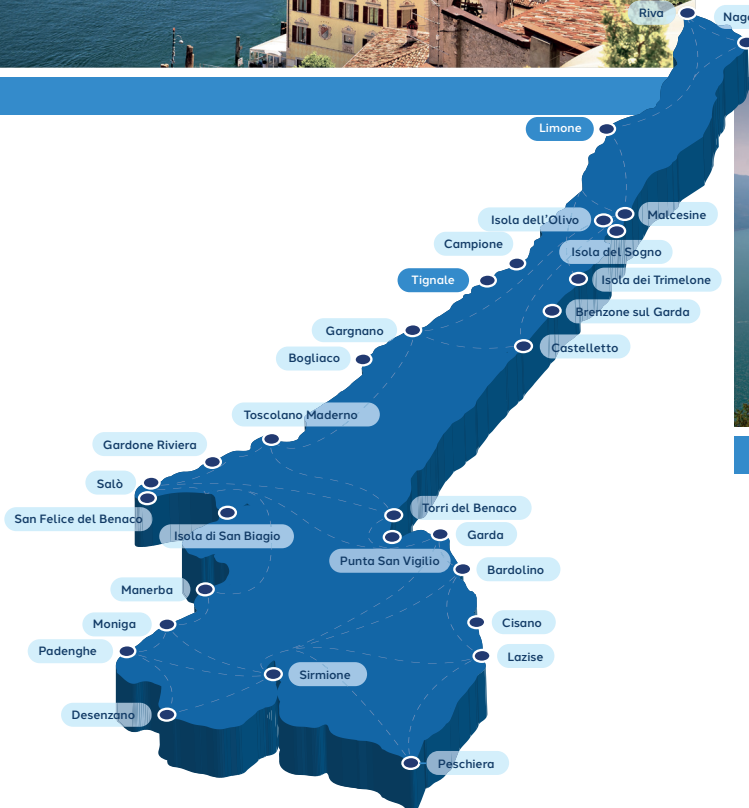 Riva
Limone
Malcesine
Isola dell'Olivo
Campione
Isola del Sogno
Tignale
Isola dei Trimelone
Brenzone sul Garda
Gargnano
Castelletto
Bogliaco
Toscolano Maderno
Gardone Riviera
Salò
Torri del Benaco
San Felice del Benaco
Isola di San Biagio
Garda
Punta San Vigilio
Bardolino
Manerba
Moniga
Cisano
Padenghe
Lazise
Sirmione
Desenzano
Peschiera